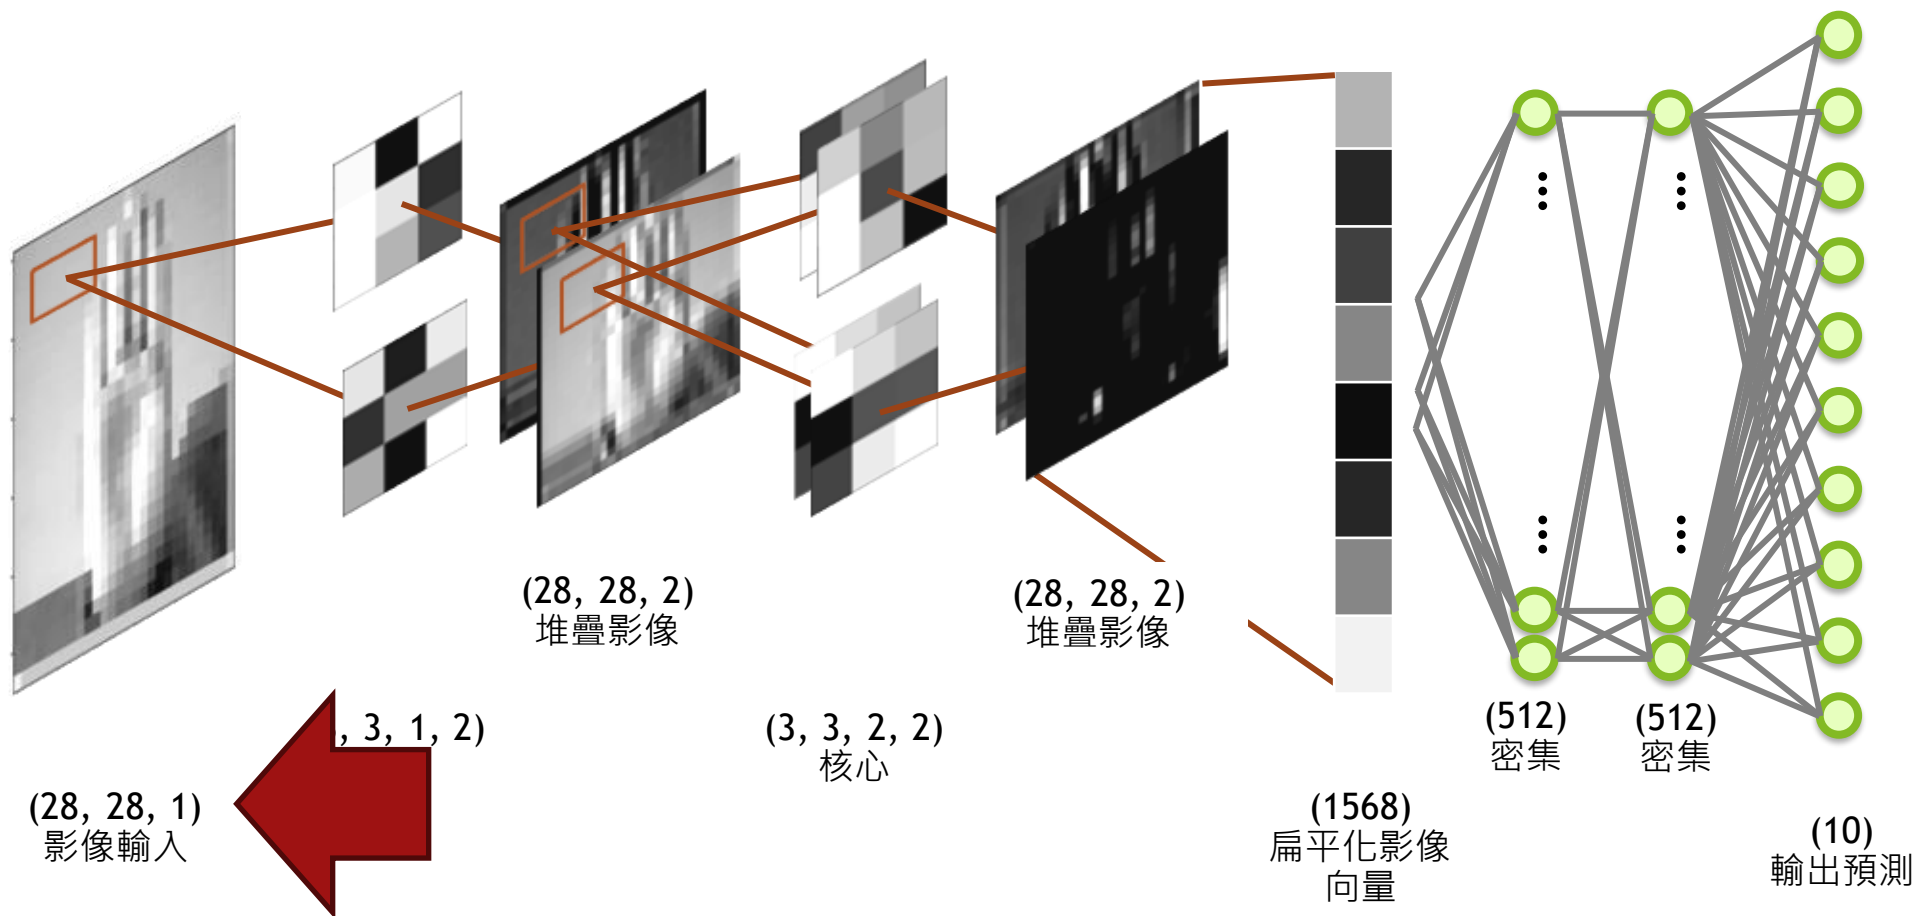 (28, 28, 2)
堆疊影像
(28, 28, 2)
堆疊影像
, 3, 1, 2)
(3, 3, 2, 2)
核心
(512)
密集
(512)
密集
(28, 28, 1)
影像輸入
(1568)
扁平化影像
向量
(10)
輸出預測